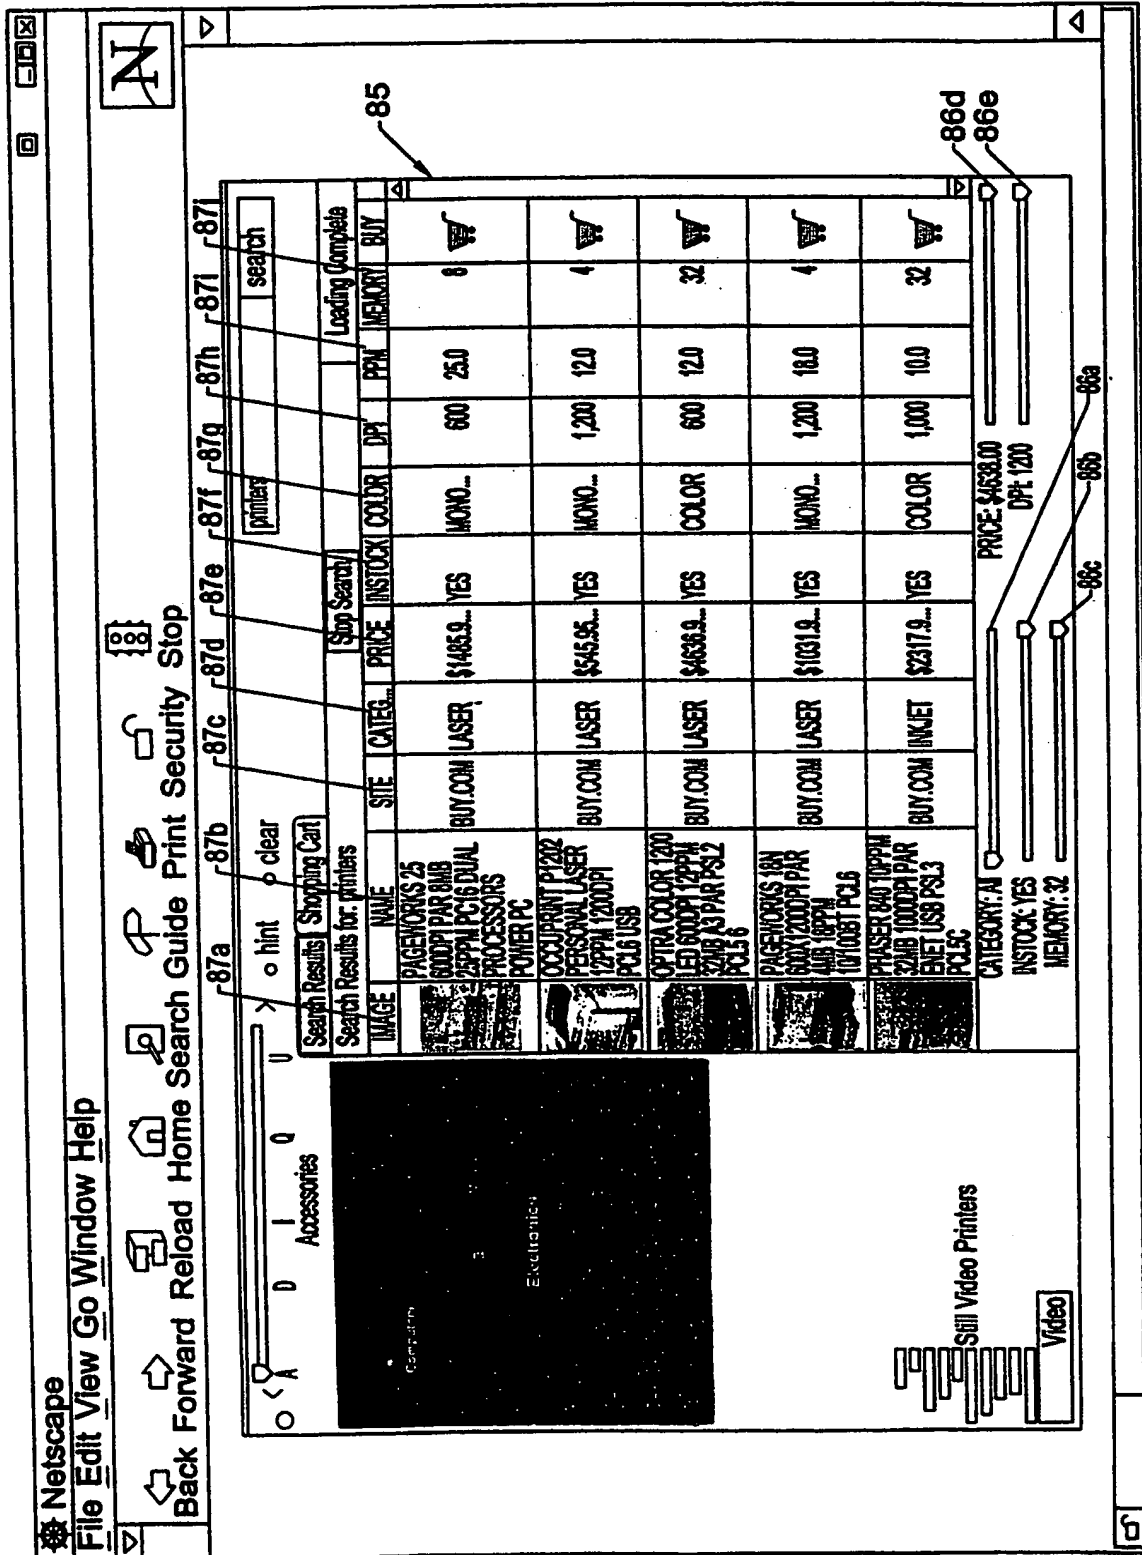 Netscape
File Edit View Go Window Help
Back Forward Reload Home Search Guide Print Security Stop
N
< > hint clear
A D I Q U
Accessories
printers search
87a 87b 87c 87d 87e 87f 87g 87h 87i 87j
Search Results Shopping Cart
Search Results for: printers Stop Search Loading Complete
IMAGE NAME SITE CATEG... PRICE INSTOCK COLOR DPI PPM MEMORY BUY
PAGEWORKS 25 600DPI PAR 8MB 25PPM PC16 DUAL PROCESSORS POWER PC BUY.COM LASER $1485.9... YES MONO... 600 25.0 8
OCCUPRINT P1202 PERSONAL LASER 12PPM 1200DPI PCL6 USB BUY.COM LASER $545.95... YES MONO... 1,200 12.0 4
OPTRA COLOR 1200 LED 600DPI 12PPM 32MB A3 PAR PSL2 PCL5 6 BUY.COM LASER $4636.9... YES COLOR 600 12.0 32
PAGEWORKS 18N 600X1200DPI PAR 4MB 18PPM 10/100BT PCL6 BUY.COM LASER $1031.9... YES MONO... 1,200 18.0 4
PHASER 840 10PPM 32MB 1000DPI PAR ENET USB PSL3 PCL5C BUY.COM INKJET $2317.9... YES COLOR 1,000 10.0 32
85
CATEGORY: All
INSTOCK: YES
MEMORY: 32
PRICE: $4638.00
DPI: 1200
86a
86b
86c
86d
86e
Computers
Electronics
Still Video Printers
Video